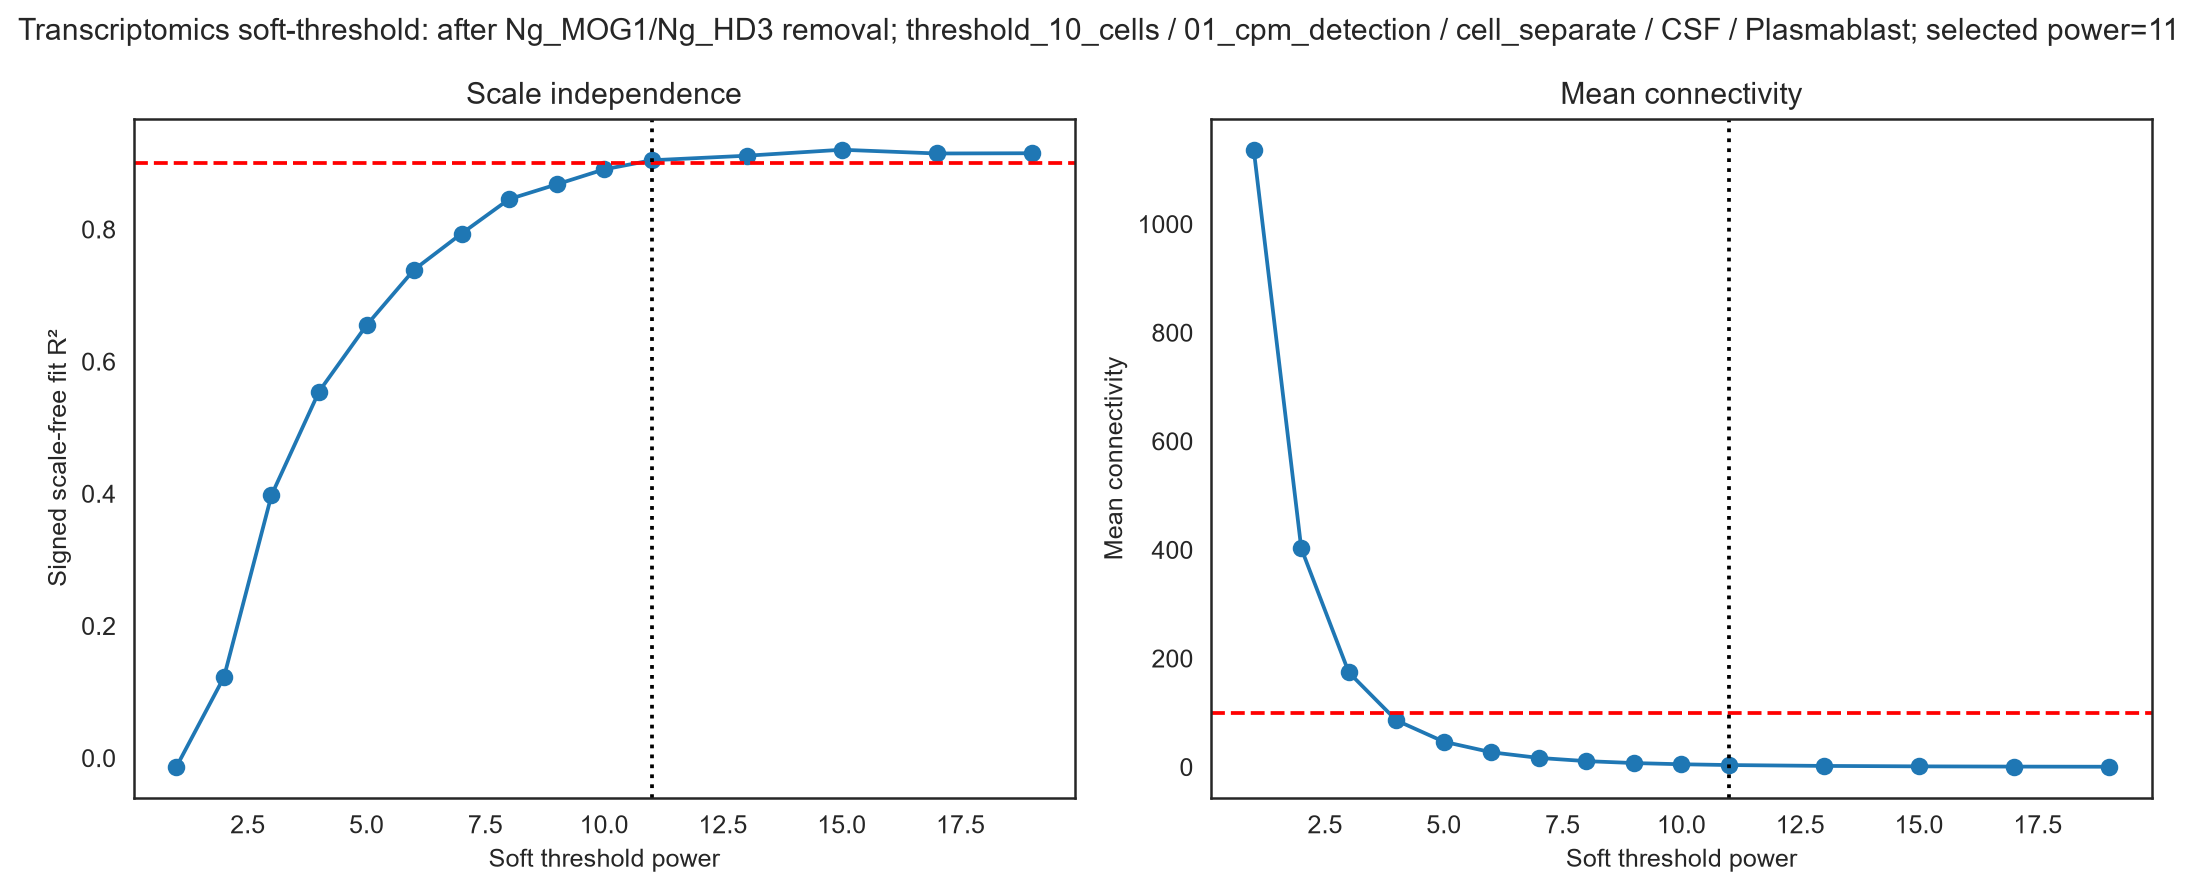 Transcriptomics soft-threshold: after Ng_MOG1/Ng_HD3 removal; threshold_10_cells / 01_cpm_detection / cell_separate / CSF / Plasmablast; selected power=11
Scale independence
Signed scale-free fit R²
0.8
0.6
0.4
0.2
0.0
2.5 5.0 7.5 10.0 12.5 15.0 17.5
Soft threshold power
Mean connectivity
Mean connectivity
1000
800
600
400
200
0
2.5 5.0 7.5 10.0 12.5 15.0 17.5
Soft threshold power